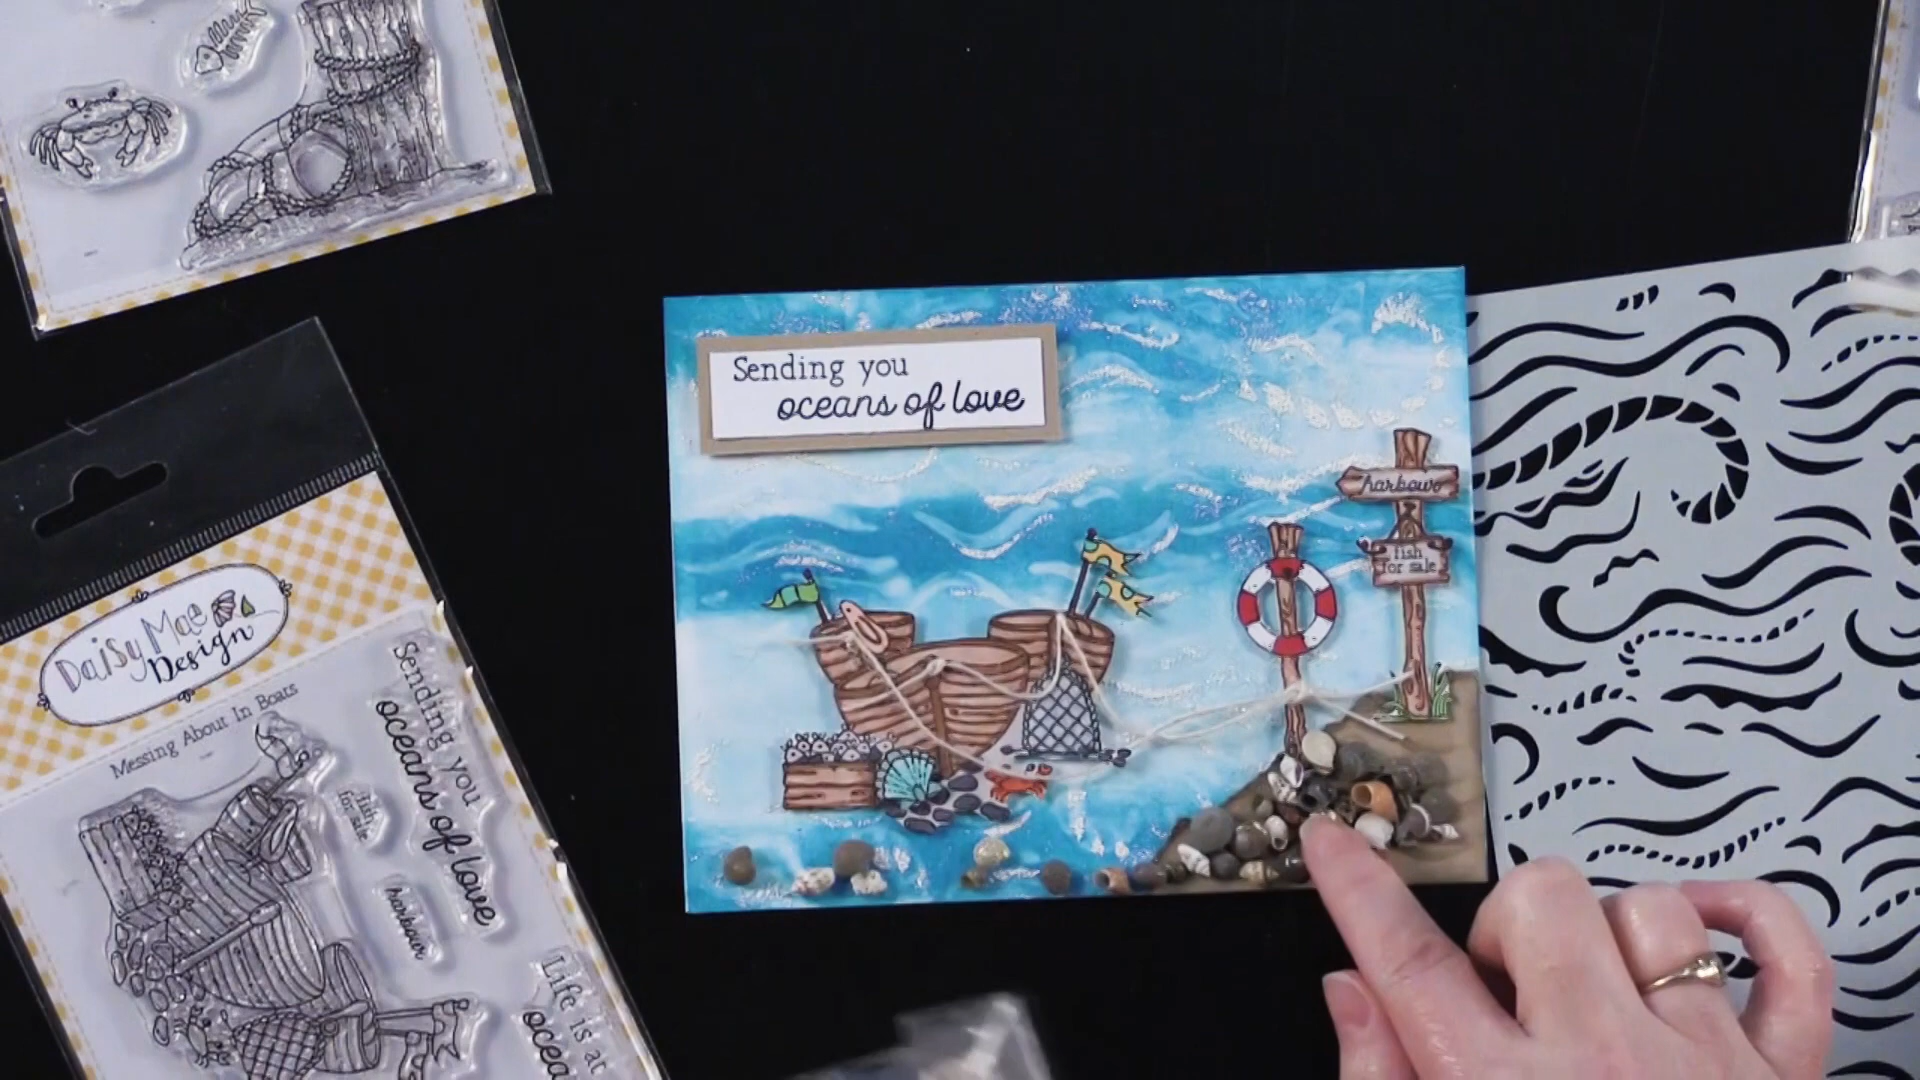 Sending you
oceans of love
harbour
fish
for sale
Daisy Mae
Design
Messing About In Boats
Sending you
oceans of love
fish
for sale
harbour
Life is at
ocea